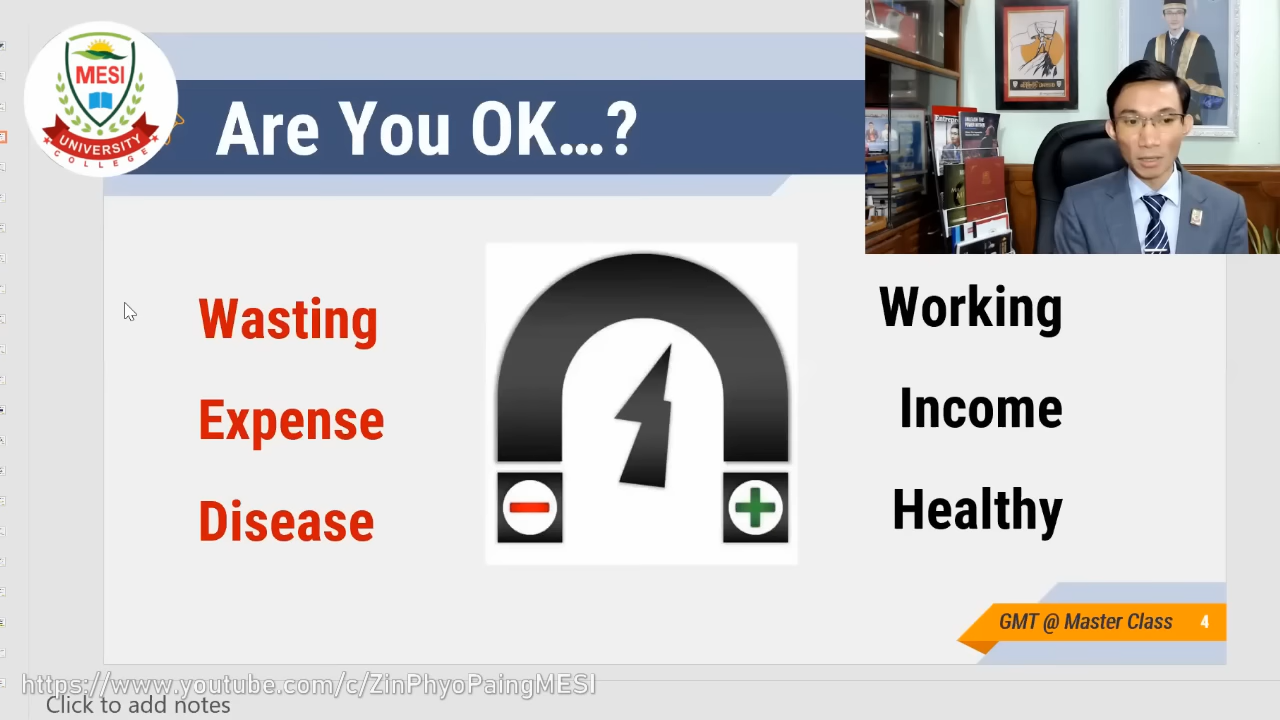 MESI
UNIVERSITY
COLLEGE
Are You OK...?
Entrepre
Wasting
Expense
Disease
Working
Income
Healthy
GMT @ Master Class 4
https://www.youtube.com/c/ZinPhyoPaingMESI
Click to add notes